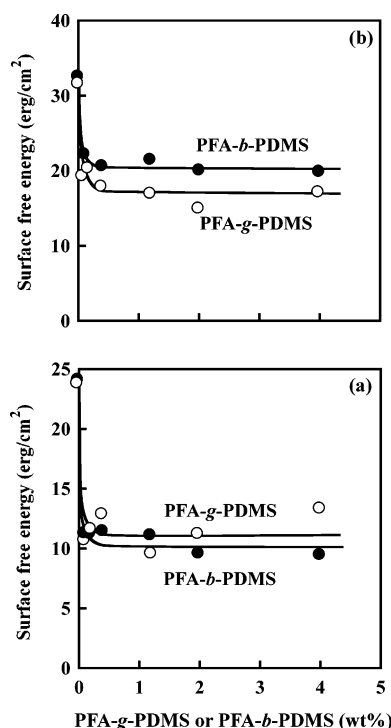 40
(b)
30
PFA-b-PDMS
20
PFA-g-PDMS
10
0
Surface free energy (erg/cm²)
25
(a)
20
15
PFA-g-PDMS
10
PFA-b-PDMS
5
0
Surface free energy (erg/cm²)
0 1 2 3 4 5
PFA-g-PDMS or PFA-b-PDMS (wt%)